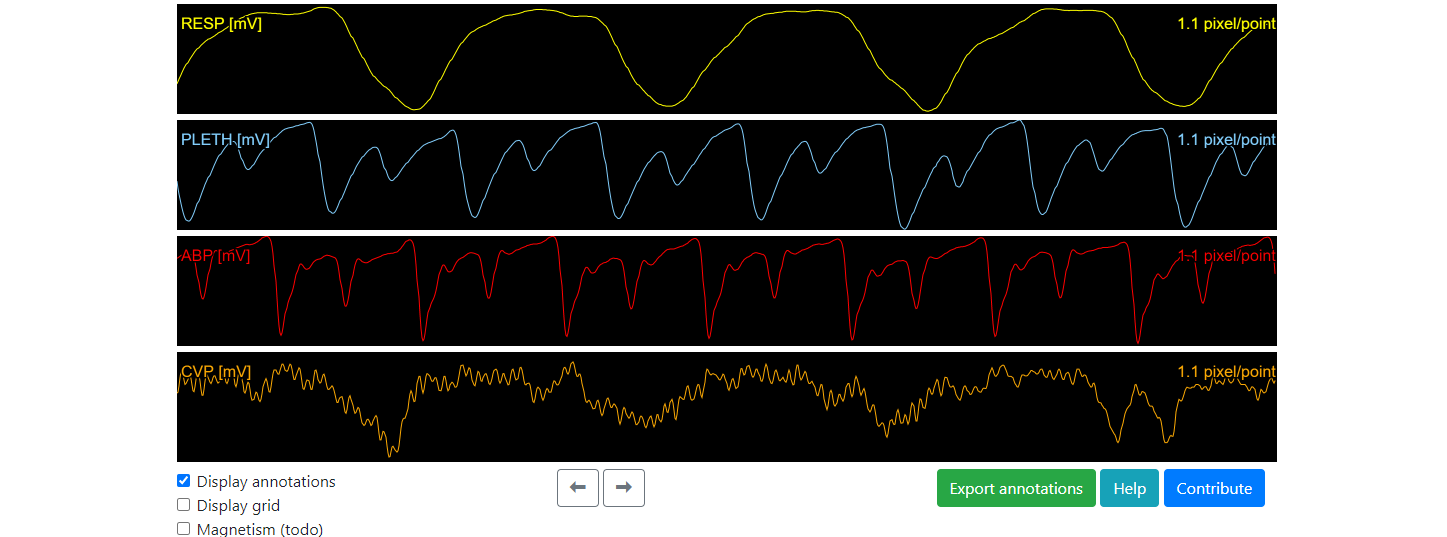 RESP [mV] 1.1 pixel/point
PLETH [mV] 1.1 pixel/point
ABP [mV] 1.1 pixel/point
CVP [mV] 1.1 pixel/point
Display annotations
Display grid
Magnetism (todo)
Export annotations Help Contribute